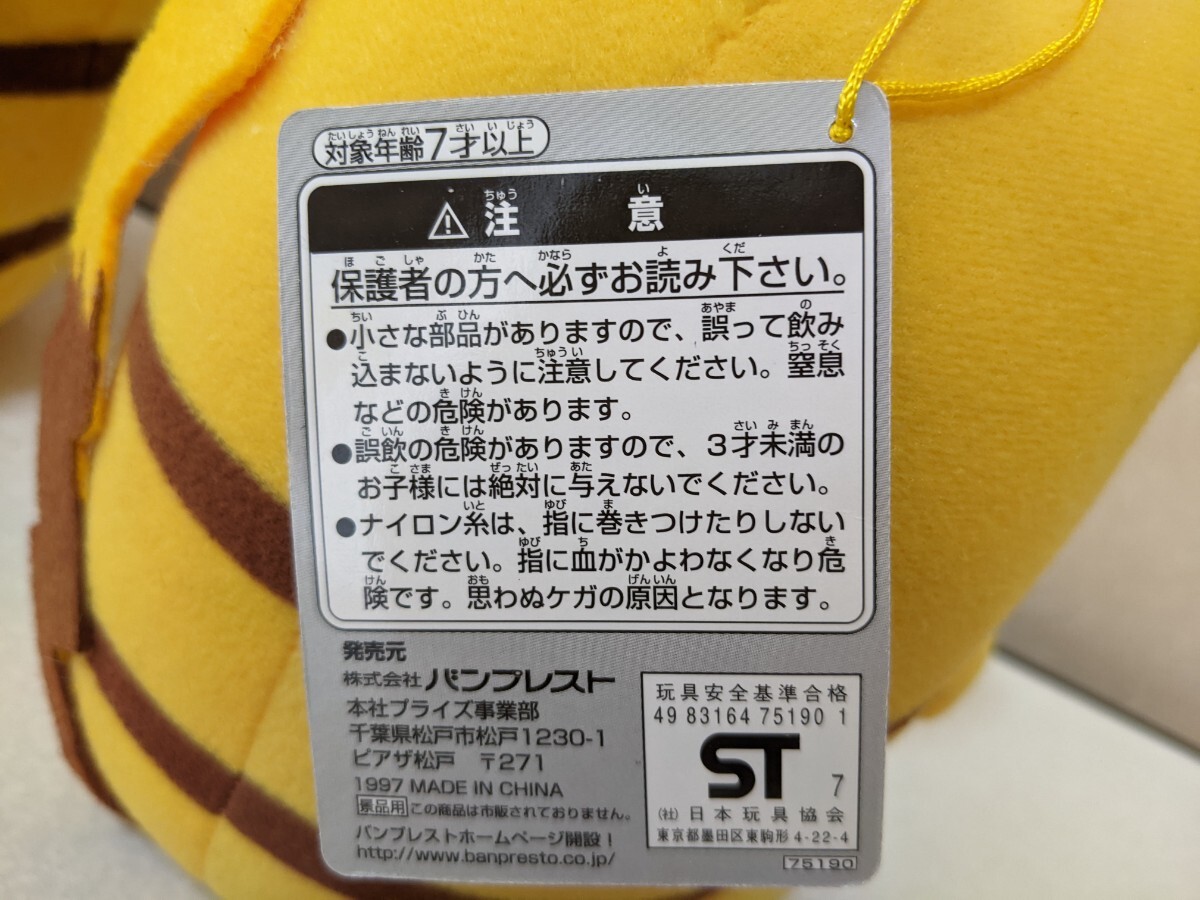 対象年齢7才以上
⚠注意
保護者の方へ必ずお読み下さい。
●小さな部品がありますので、誤って飲み
込まないように注意してください。窒息
などの危険があります。
●誤飲の危険がありますので、3才未満の
お子様には絶対に与えないでください。
●ナイロン糸は、指に巻きつけたりしない
でください。指に血がかよわなくなり危
険です。思わぬケガの原因となります。
発売元
株式会社 バンプレスト
本社プライズ事業部
千葉県松戸市松戸1230-1
ピアザ松戸 〒271
1997 MADE IN CHINA
景品用 この商品は市販されておりません。
バンプレストホームページ開設!
http://www.banpresto.co.jp/
玩具安全基準合格
49 83164 75190 1
ST 7
(社)日本玩具協会
東京都墨田区東駒形4-22-4
75190